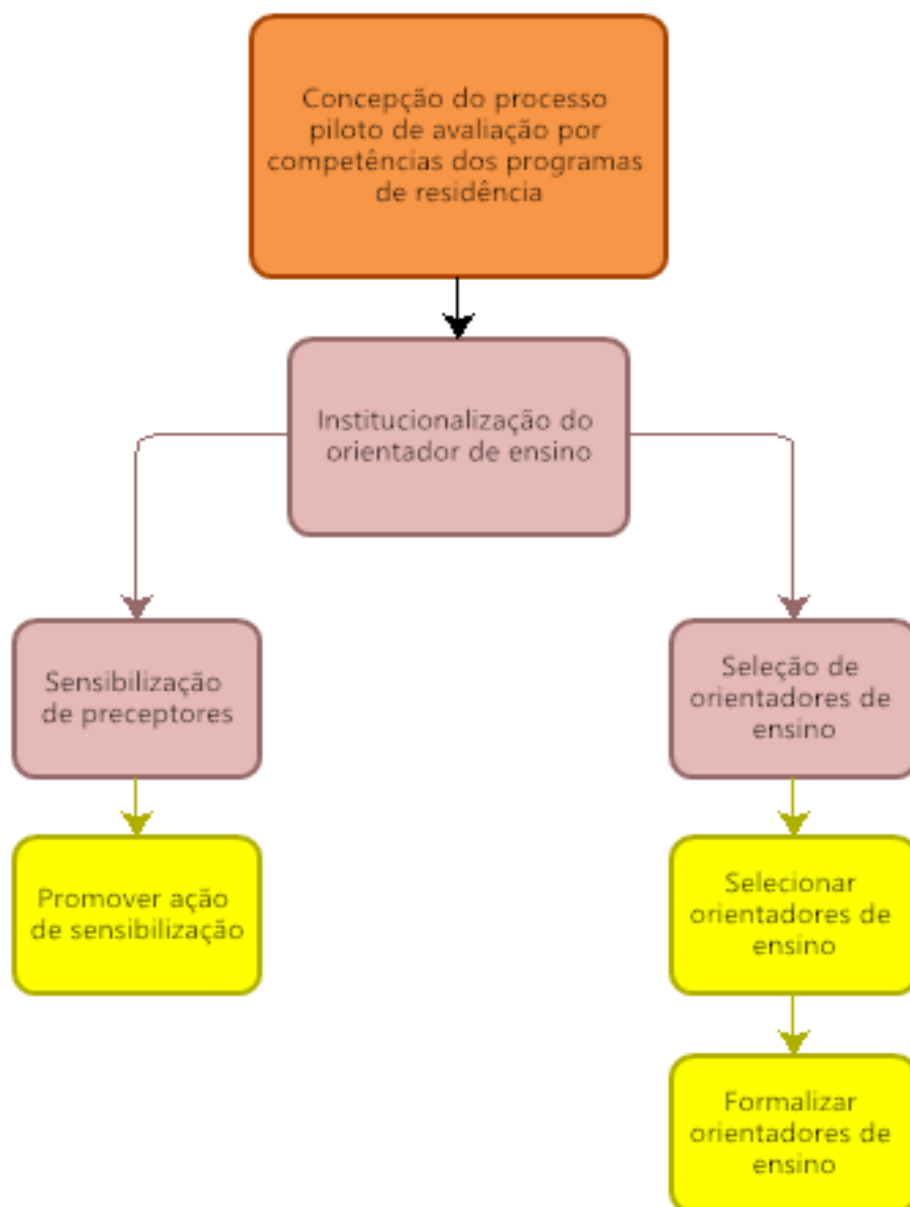 Concepção do processo
piloto de avaliação por
competências dos programas
de residência
Institucionalização do
orientador de ensino
Sensibilização
de preceptores
Seleção de
orientadores de
ensino
Promover ação
de sensibilização
Selecionar
orientadores de
ensino
Formalizar
orientadores de
ensino